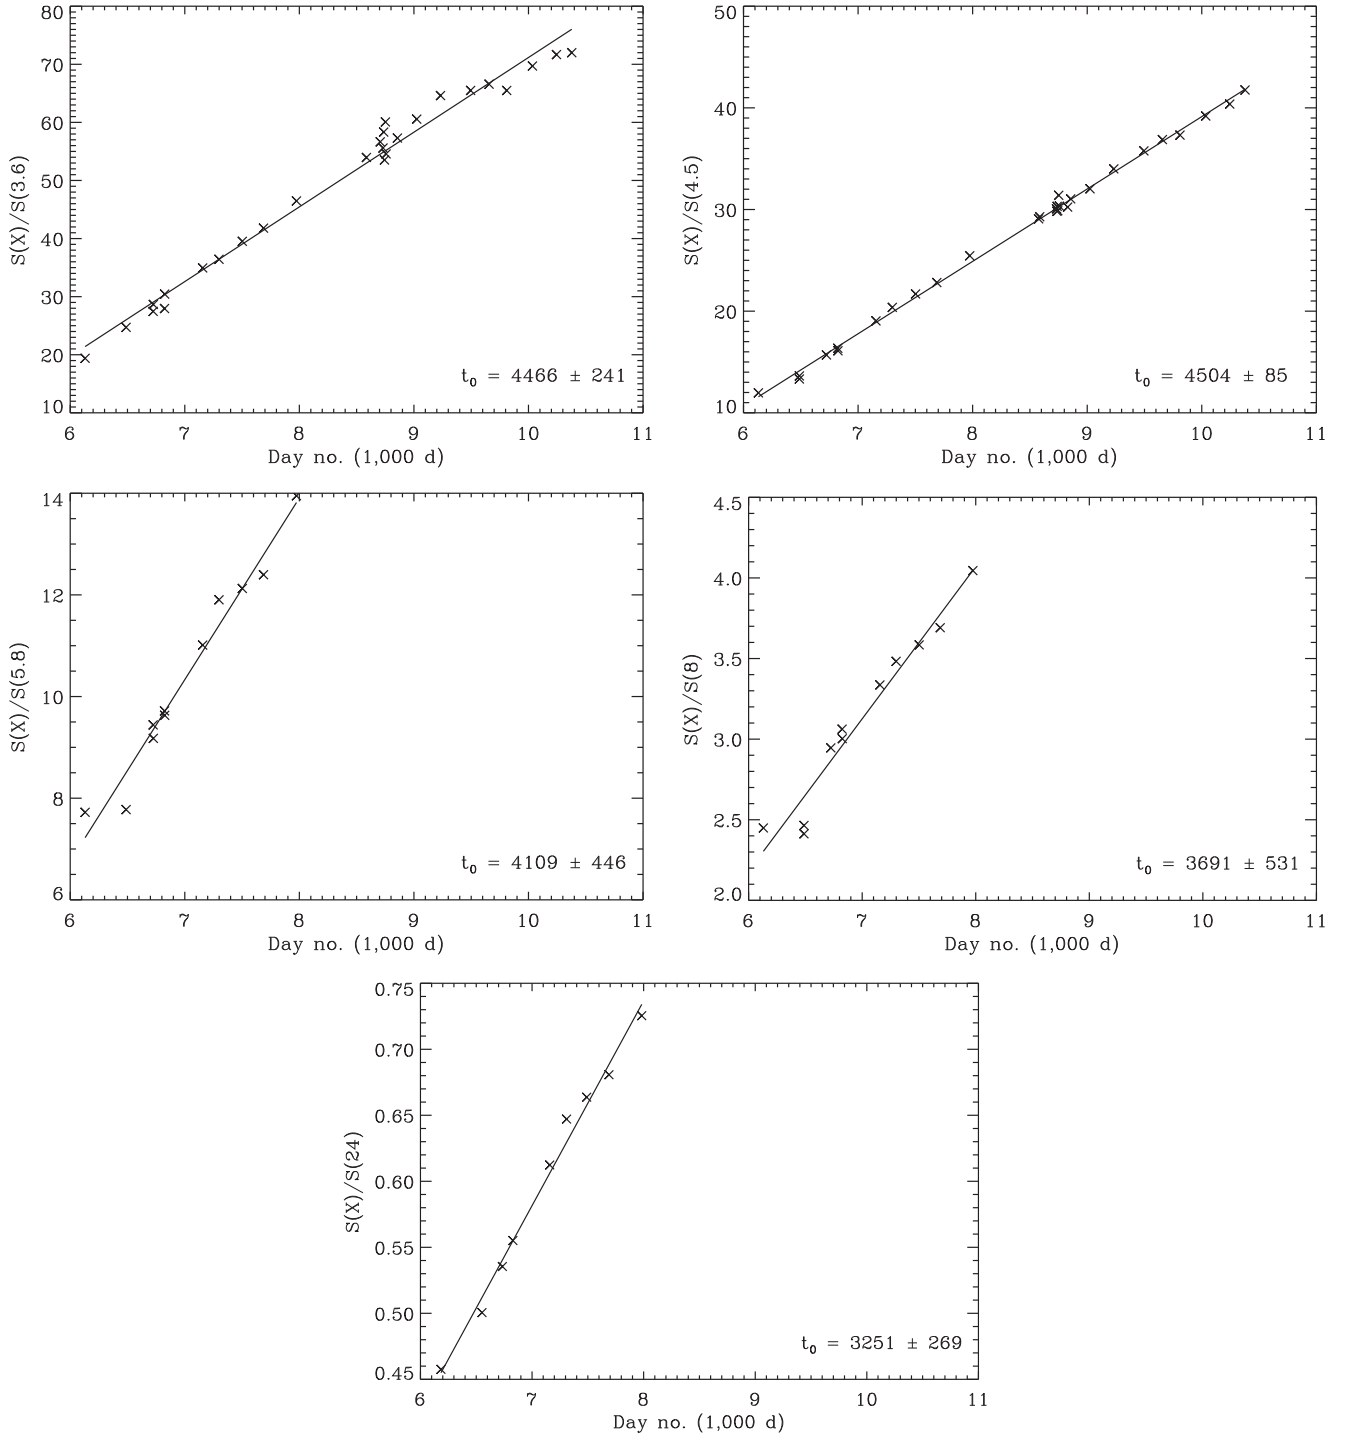 80
70
60
50
40
30
20
10
S(X)/S(3.6)
t₀ = 4466 ± 241
6 7 8 9 10 11
Day no. (1,000 d)
50
40
30
20
10
S(X)/S(4.5)
t₀ = 4504 ± 85
6 7 8 9 10 11
Day no. (1,000 d)
14
12
10
8
6
S(X)/S(5.8)
t₀ = 4109 ± 446
6 7 8 9 10 11
Day no. (1,000 d)
4.5
4.0
3.5
3.0
2.5
2.0
S(X)/S(8)
t₀ = 3691 ± 531
6 7 8 9 10 11
Day no. (1,000 d)
0.75
0.70
0.65
0.60
0.55
0.50
0.45
S(X)/S(24)
t₀ = 3251 ± 269
6 7 8 9 10 11
Day no. (1,000 d)